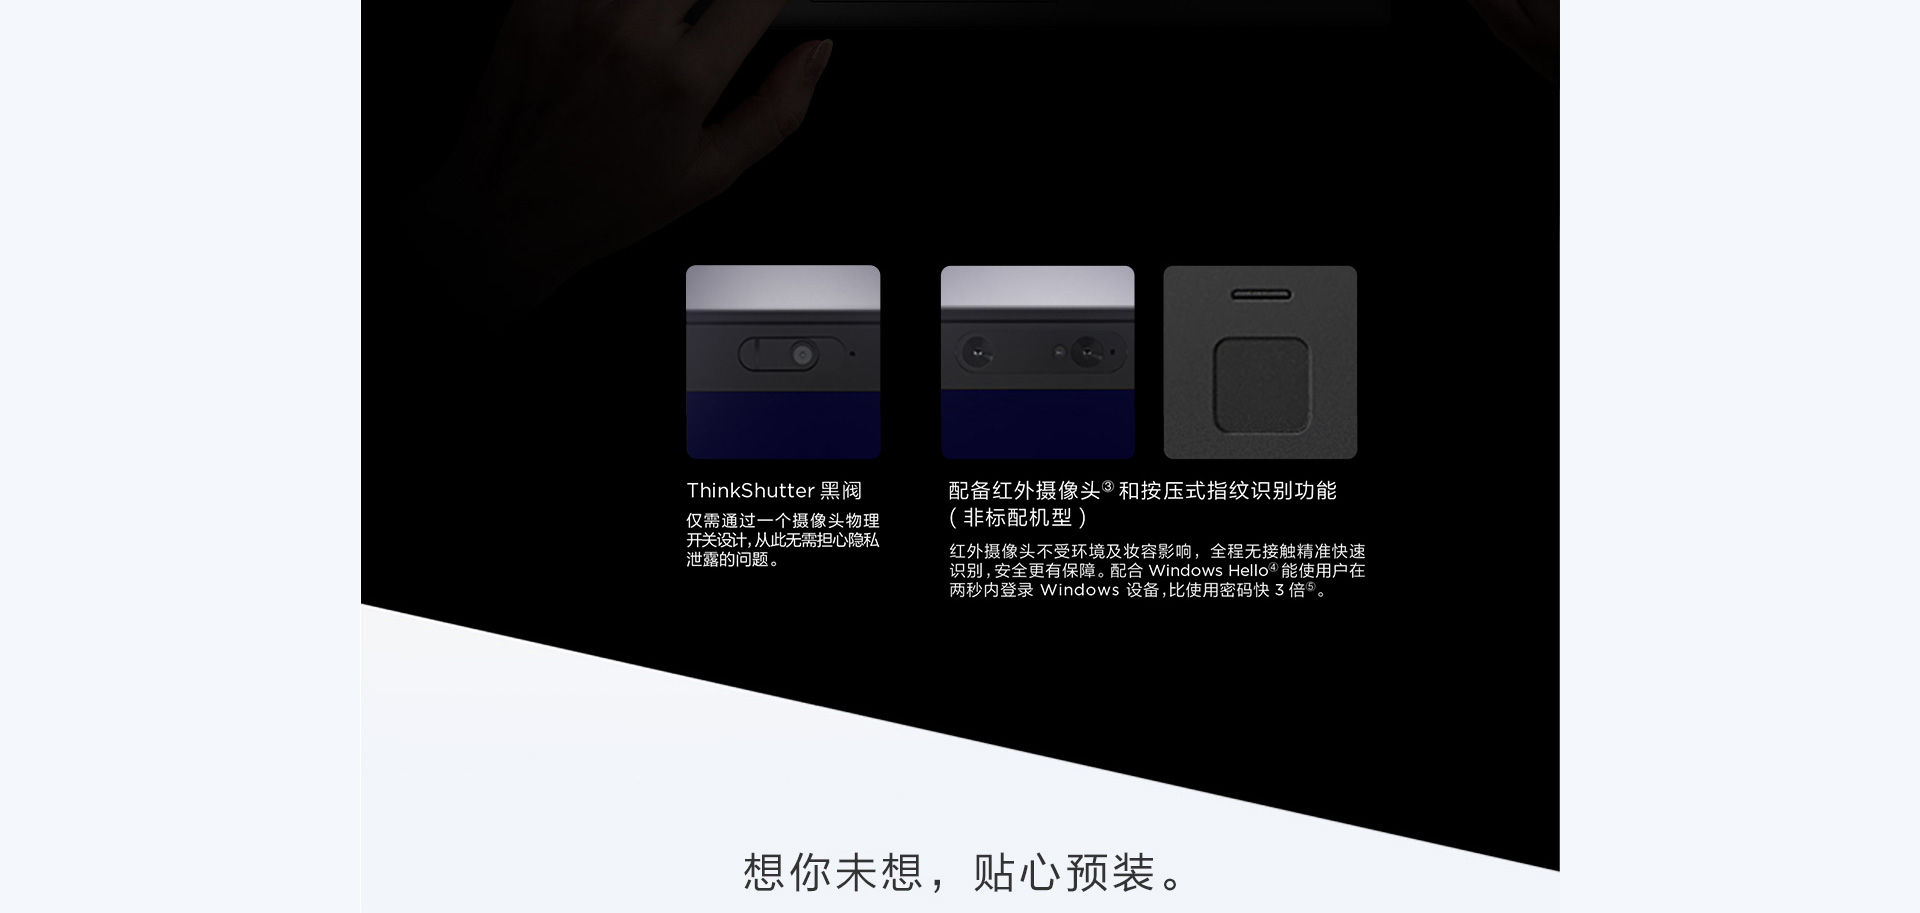 ThinkShutter 黑阀
仅需通过一个摄像头物理
开关设计,从此无需担心隐私
泄露的问题。
配备红外摄像头③和按压式指纹识别功能
( 非标配机型 )
红外摄像头不受环境及妆容影响，全程无接触精准快速
识别,安全更有保障。配合 Windows Hello④能使用户在
两秒内登录 Windows 设备,比使用密码快 3 倍⑤。
想你未想，贴心预装。